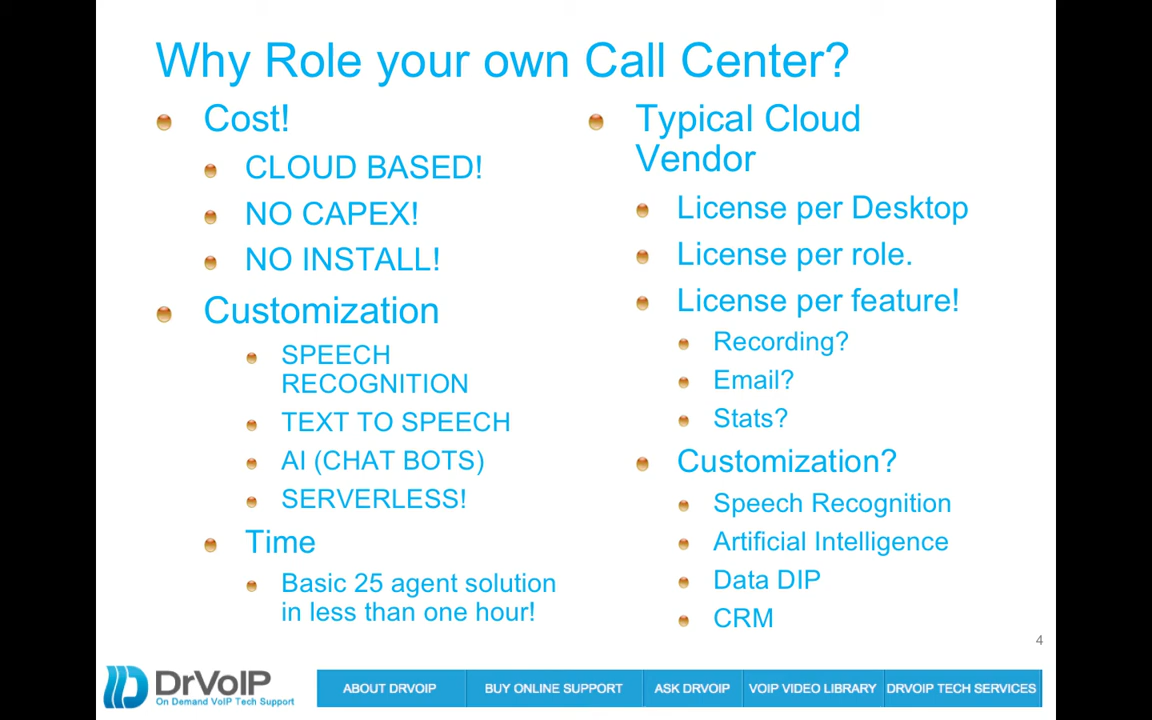 Why Role your own Call Center?
Cost!
CLOUD BASED!
NO CAPEX!
NO INSTALL!
Customization
SPEECH
RECOGNITION
TEXT TO SPEECH
AI (CHAT BOTS)
SERVERLESS!
Time
Basic 25 agent solution
in less than one hour!
Typical Cloud
Vendor
License per Desktop
License per role.
License per feature!
Recording?
Email?
Stats?
Customization?
Speech Recognition
Artificial Intelligence
Data DIP
CRM
4
DrVoIP
On Demand VoIP Tech Support
ABOUT DRVOIP
BUY ONLINE SUPPORT
ASK DRVOIP
VOIP VIDEO LIBRARY
DRVOIP TECH SERVICES